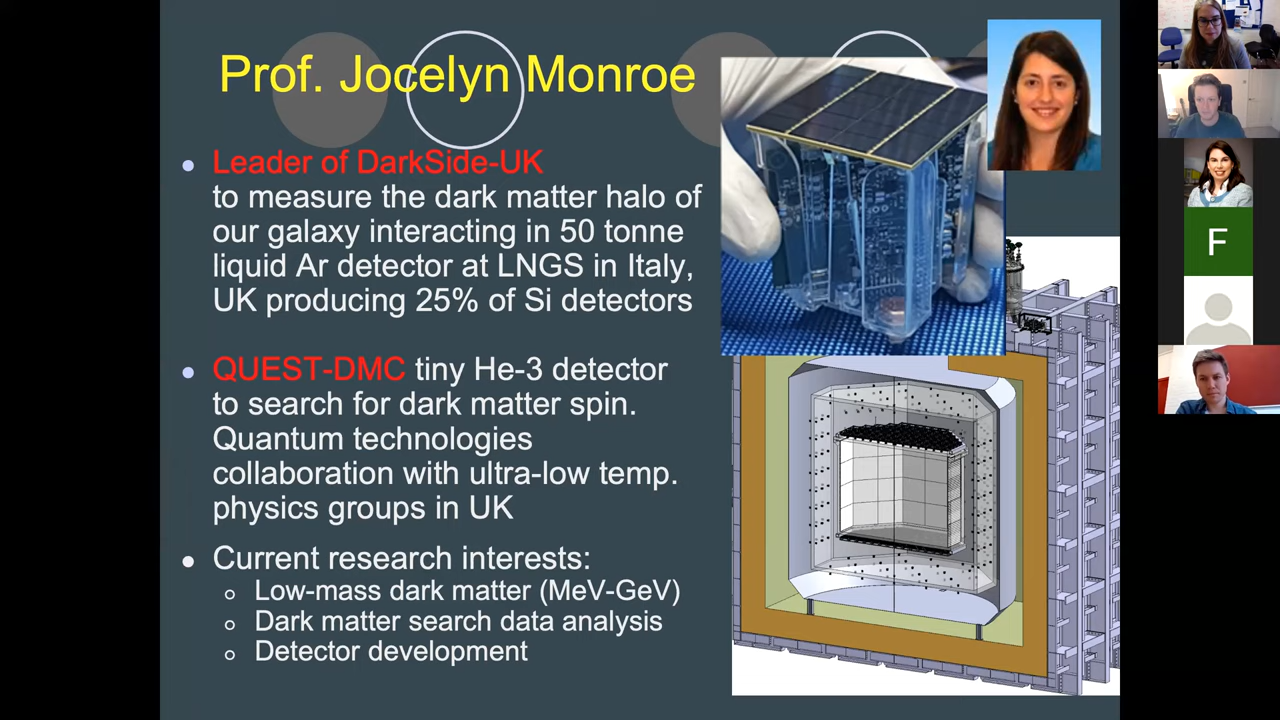 Prof. Jocelyn Monroe
Leader of DarkSide-UK
to measure the dark matter halo of
our galaxy interacting in 50 tonne
liquid Ar detector at LNGS in Italy,
UK producing 25% of Si detectors
QUEST-DMC tiny He-3 detector
to search for dark matter spin.
Quantum technologies
collaboration with ultra-low temp.
physics groups in UK
Current research interests:
Low-mass dark matter (MeV-GeV)
Dark matter search data analysis
Detector development
F